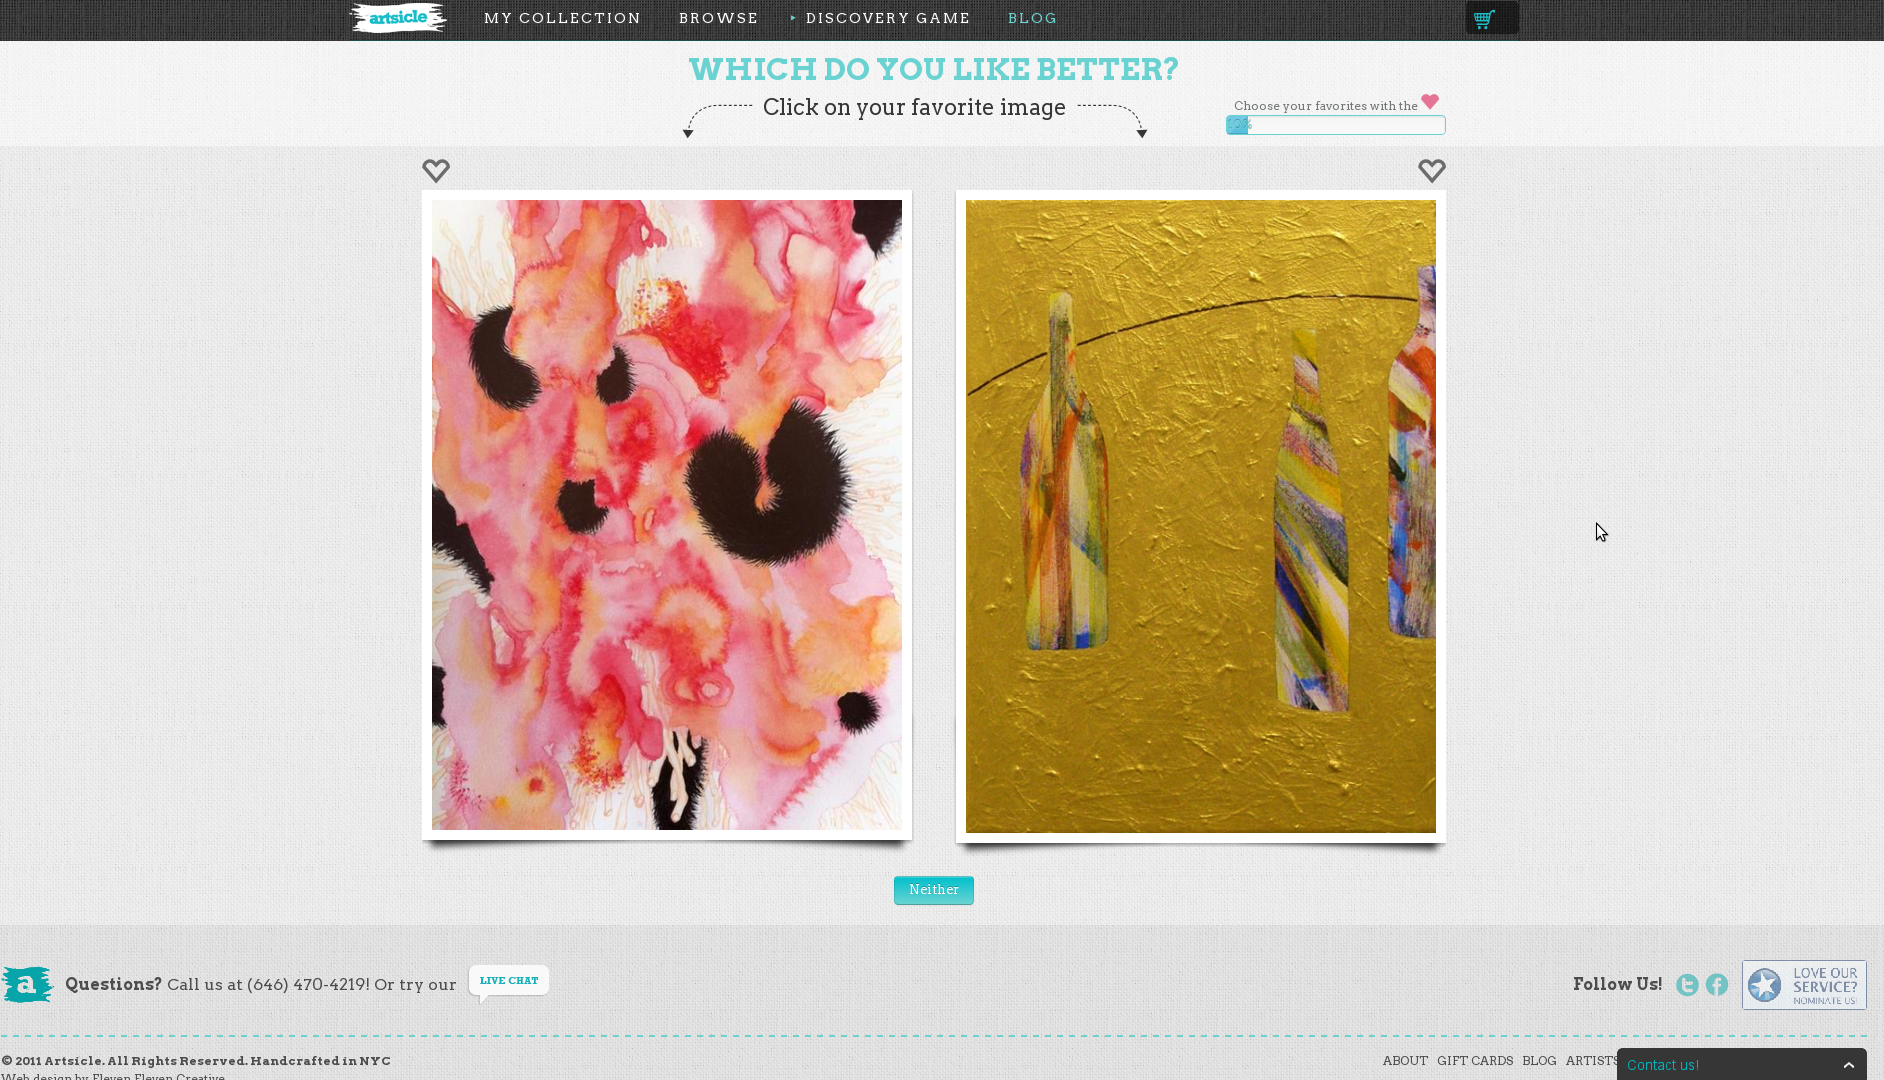 artsicle
MY COLLECTION
BROWSE
DISCOVERY GAME
BLOG
WHICH DO YOU LIKE BETTER?
Click on your favorite image
Choose your favorites with the
10%
Neither
a
Questions? Call us at (646) 470-4219! Or try our
LIVE CHAT
Follow Us!
LOVE OUR
SERVICE?
NOMINATE US!
© 2011 Artsicle. All Rights Reserved. Handcrafted in NYC
ABOUT GIFT CARDS BLOG ARTISTS
Contact us!
Web design by Eleven Eleven Creative